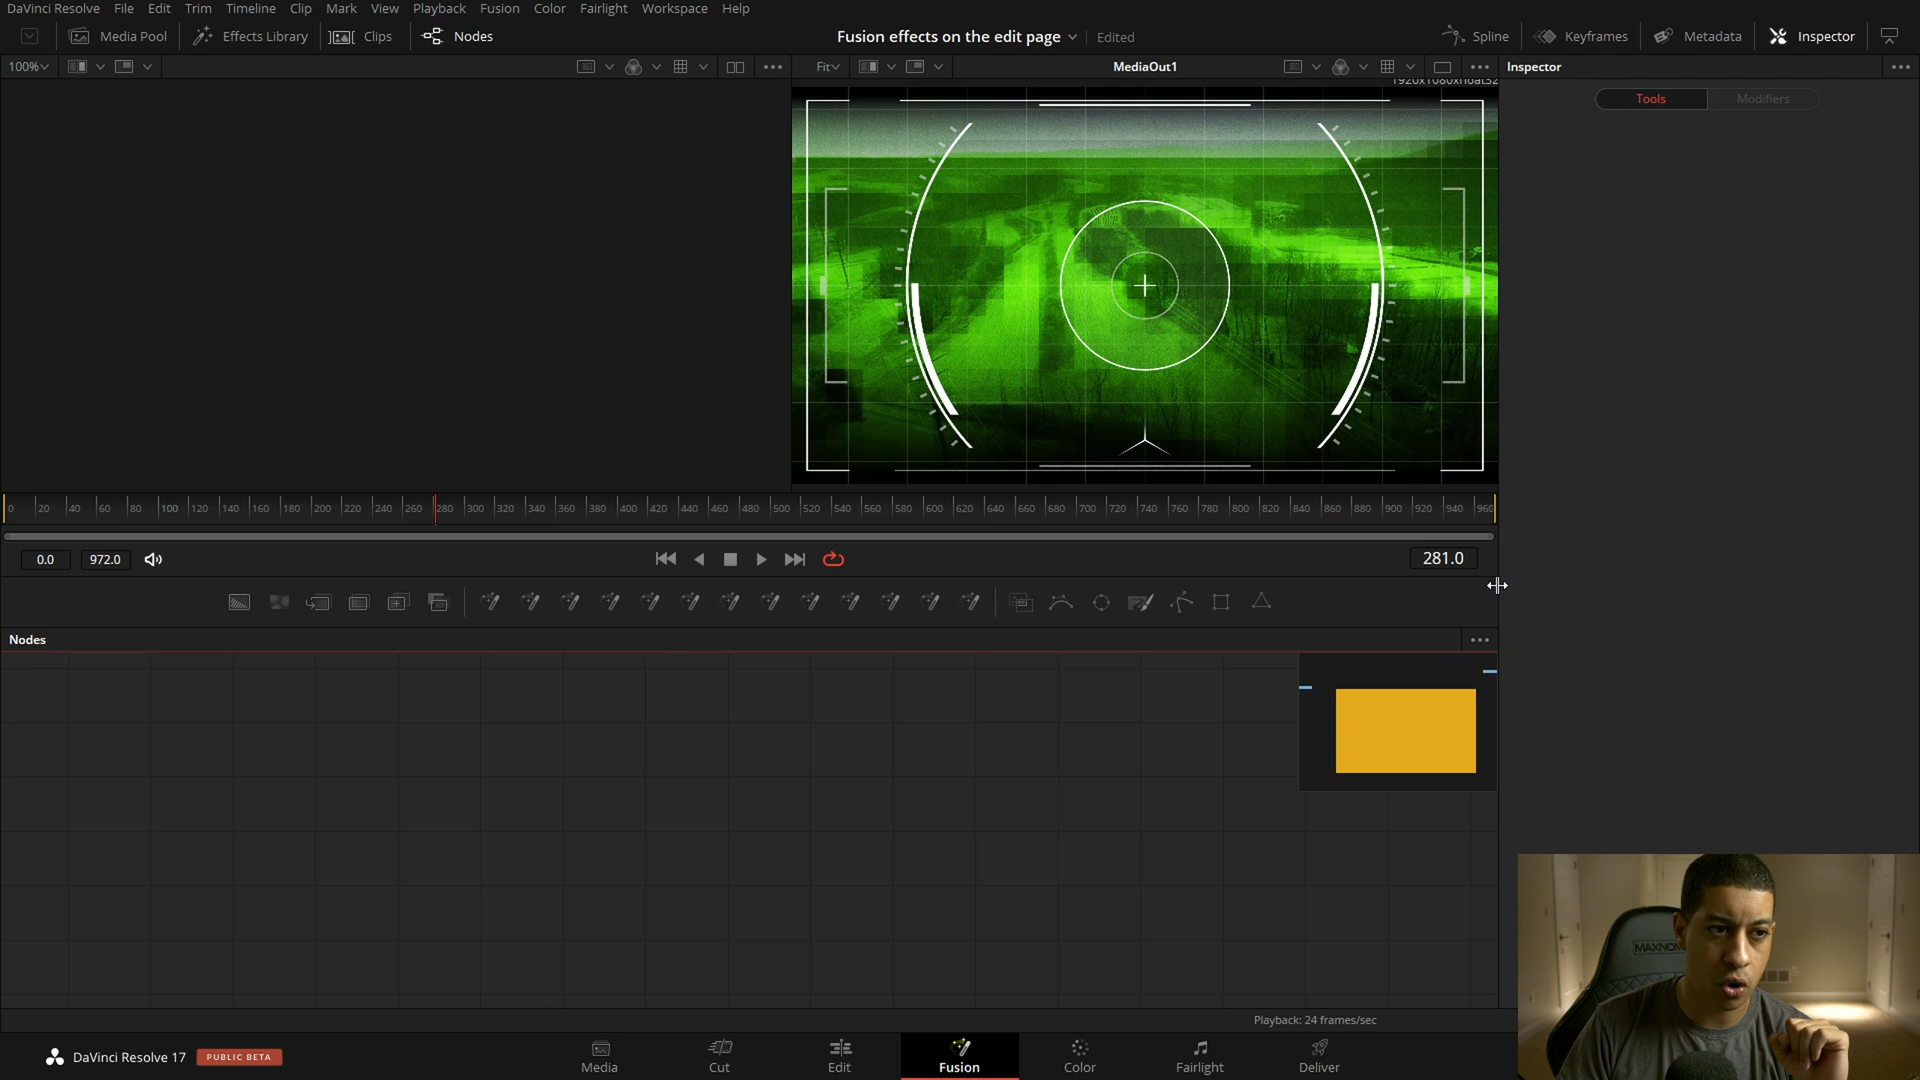 DaVinci Resolve File Edit Trim Timeline Clip Mark View Playback Fusion Color Fairlight Workspace Help
Media Pool Effects Library Clips Nodes Fusion effects on the edit page Edited Spline Keyframes Metadata Inspector
100% Fit MediaOut1 Inspector
1920x1080xfloat32
Tools Modifiers
0 20 40 60 80 100 120 140 160 180 200 220 240 260 280 300 320 340 360 380 400 420 440 460 480 500 520 540 560 580 600 620 640 660 680 700 720 740 760 780 800 820 840 860 880 900 920 940 960
0.0 972.0 281.0
Nodes
Playback: 24 frames/sec
DaVinci Resolve 17 PUBLIC BETA
Media Cut Edit Fusion Color Fairlight Deliver